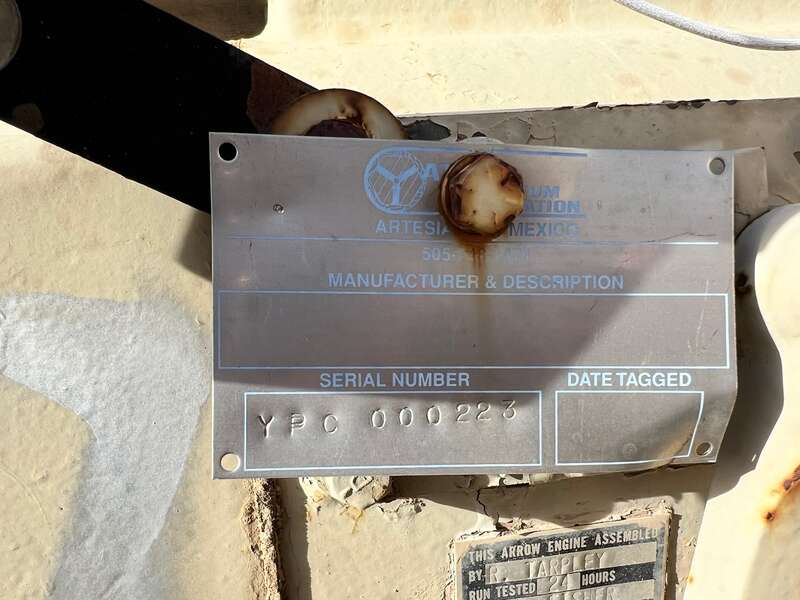 Y
ARTESIA MEXICO
505-
MANUFACTURER & DESCRIPTION
SERIAL NUMBER
DATE TAGGED
YPC 000223
THIS ARROW ENGINE ASSEMBLED
BY R. TARPLEY
RUN TESTED 24 HOURS